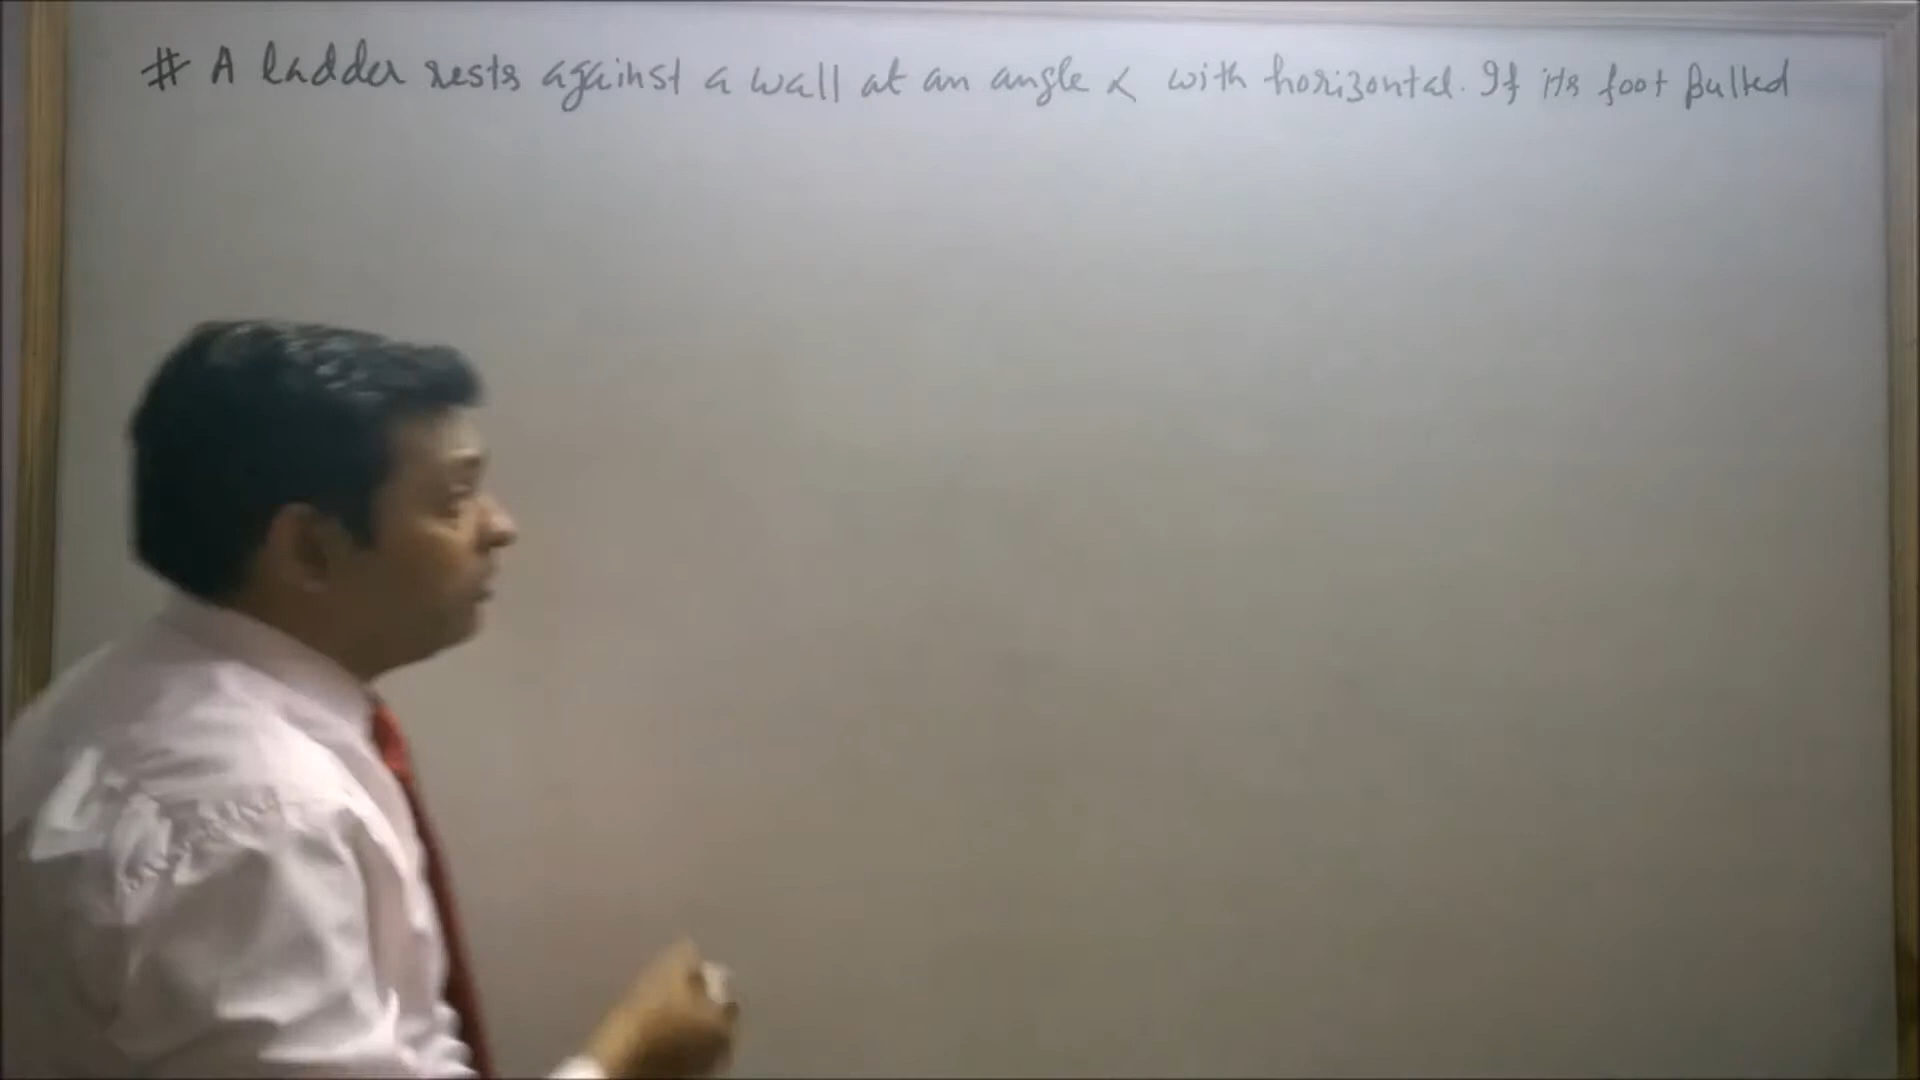 # A ladder rests against a wall at an angle α with horizontal. If its foot pulled